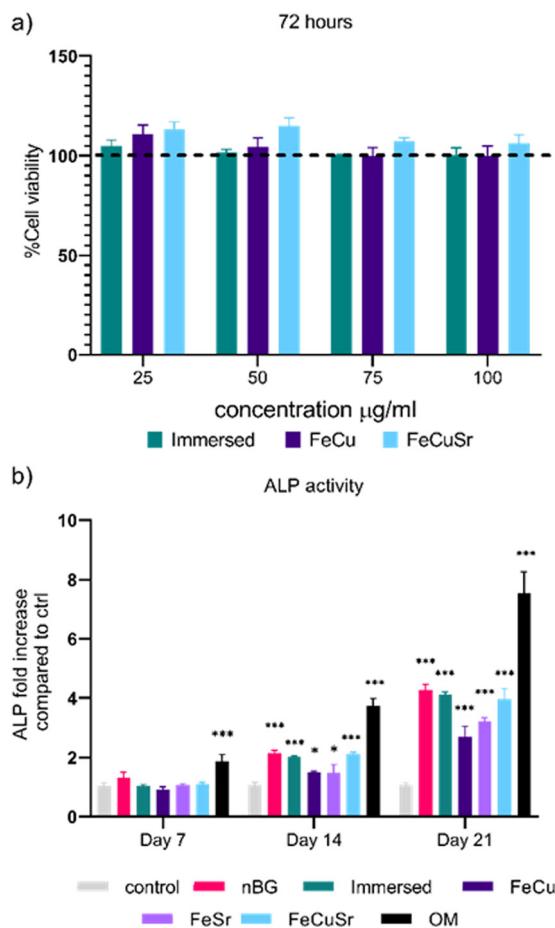 a)
72 hours
150
100
50
0
%Cell viability
25 50 75 100
concentration µg/ml
Immersed FeCu FeCuSr
b)
ALP activity
10
8
6
4
2
0
ALP fold increase
compared to ctrl
***
*** *** * * *** ***
*** *** *** *** *** ***
Day 7 Day 14 Day 21
control nBG Immersed FeCu
FeSr FeCuSr OM